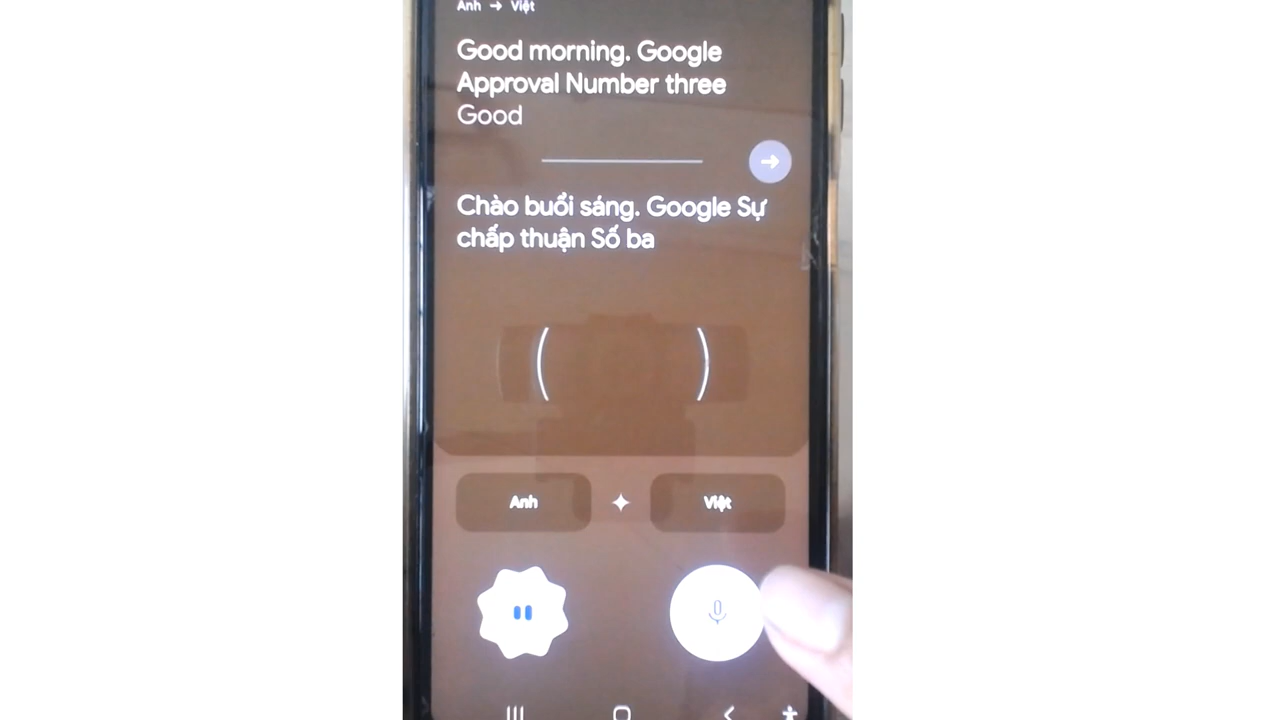 Anh → Việt
Good morning. Google
Approval Number three
Good
Chào buổi sáng. Google Sự
chấp thuận Số ba
Anh
Việt